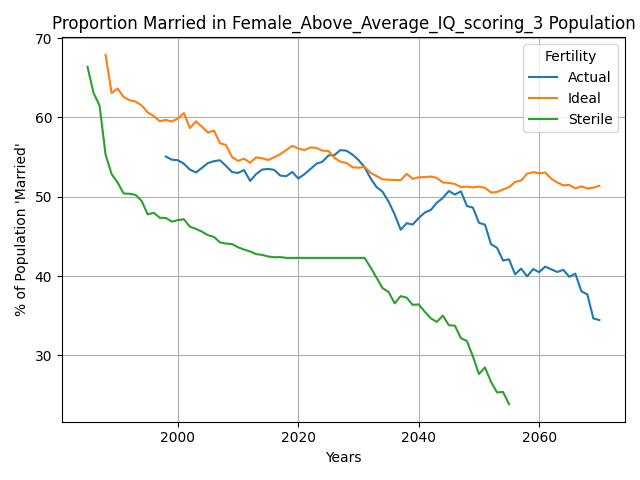 Proportion Married in Female_Above_Average_IQ_scoring_3 Population
% of Population 'Married'
70
60
50
40
30
Fertility
Actual
Ideal
Sterile
2000 2020 2040 2060
Years